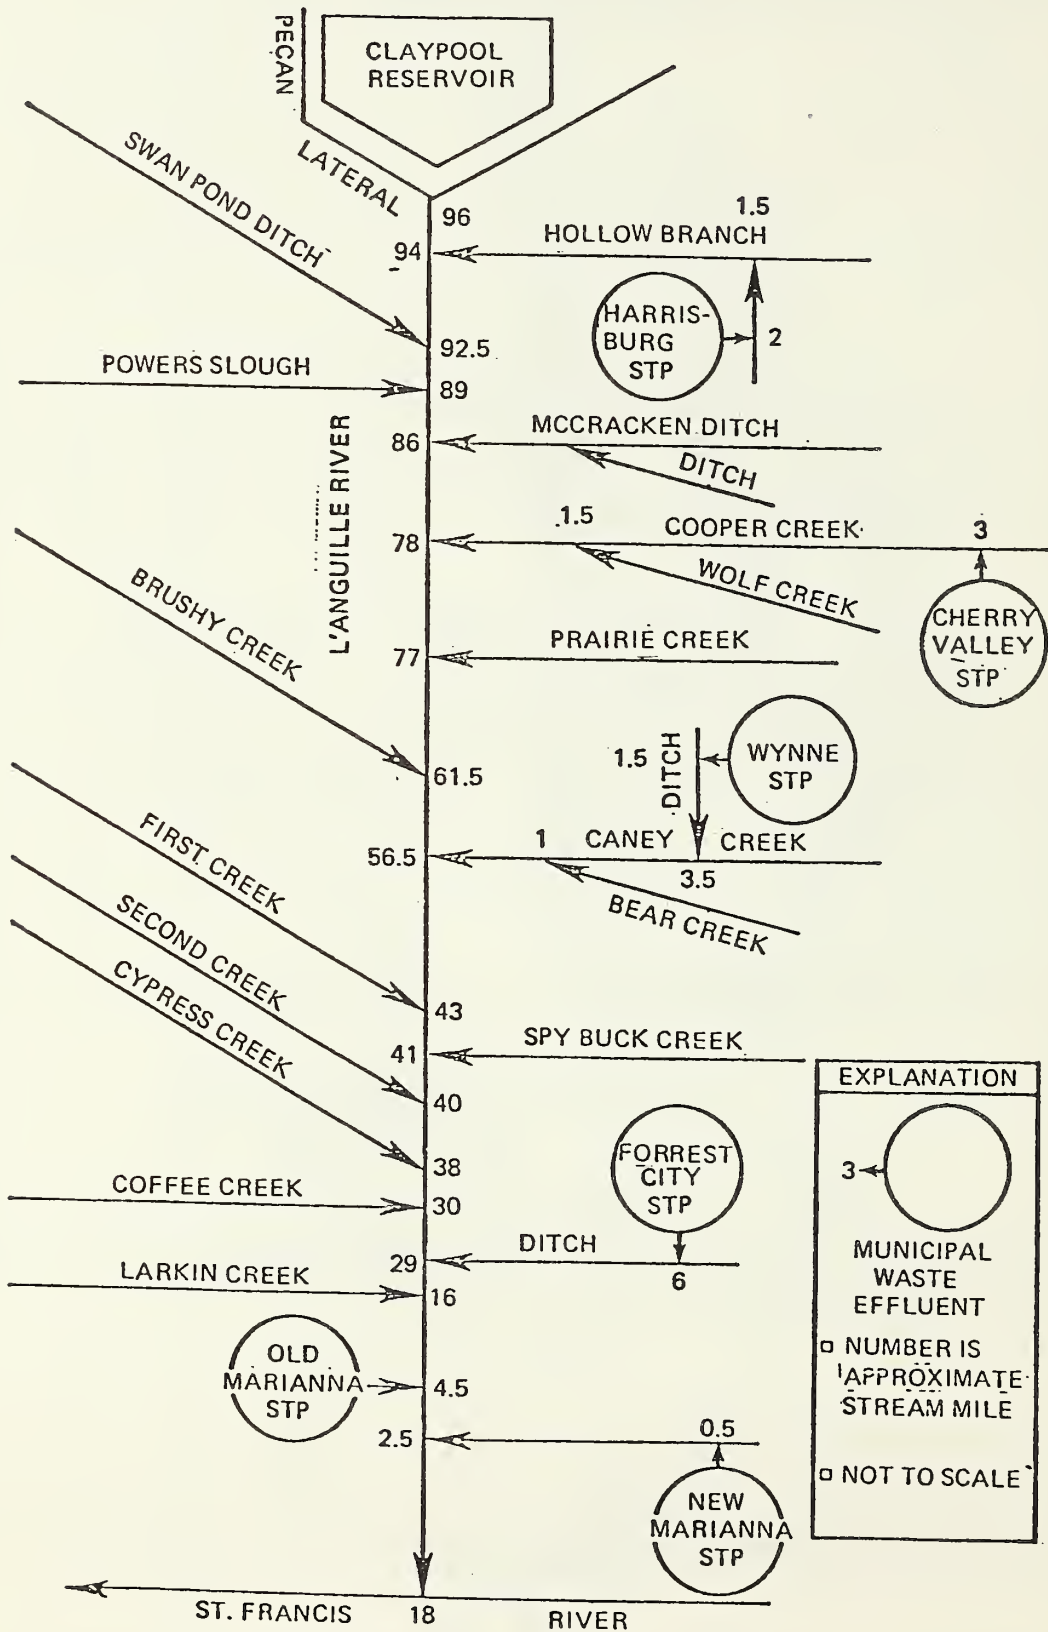 PECAN
CLAYPOOL
RESERVOIR
LATERAL
SWAN POND DITCH
96
1.5
HOLLOW BRANCH
94
HARRIS-
BURG
STP
2
92.5
POWERS SLOUGH
89
MCCRACKEN DITCH
86
DITCH
L'ANGUILLE RIVER
1.5
COOPER CREEK
3
78
WOLF CREEK
CHERRY
VALLEY
STP
BRUSHY CREEK
PRAIRIE CREEK
77
1.5
DITCH
WYNNE
STP
61.5
FIRST CREEK
56.5
1
CANEY CREEK
3.5
BEAR CREEK
SECOND CREEK
CYPRESS CREEK
43
SPY BUCK CREEK
41
40
38
FORREST
CITY
STP
COFFEE CREEK
30
DITCH
29
6
LARKIN CREEK
16
OLD
MARIANNA
STP
4.5
2.5
0.5
NEW
MARIANNA
STP
ST. FRANCIS
18
RIVER
EXPLANATION
3
MUNICIPAL
WASTE
EFFLUENT
NUMBER IS
APPROXIMATE
STREAM MILE
NOT TO SCALE